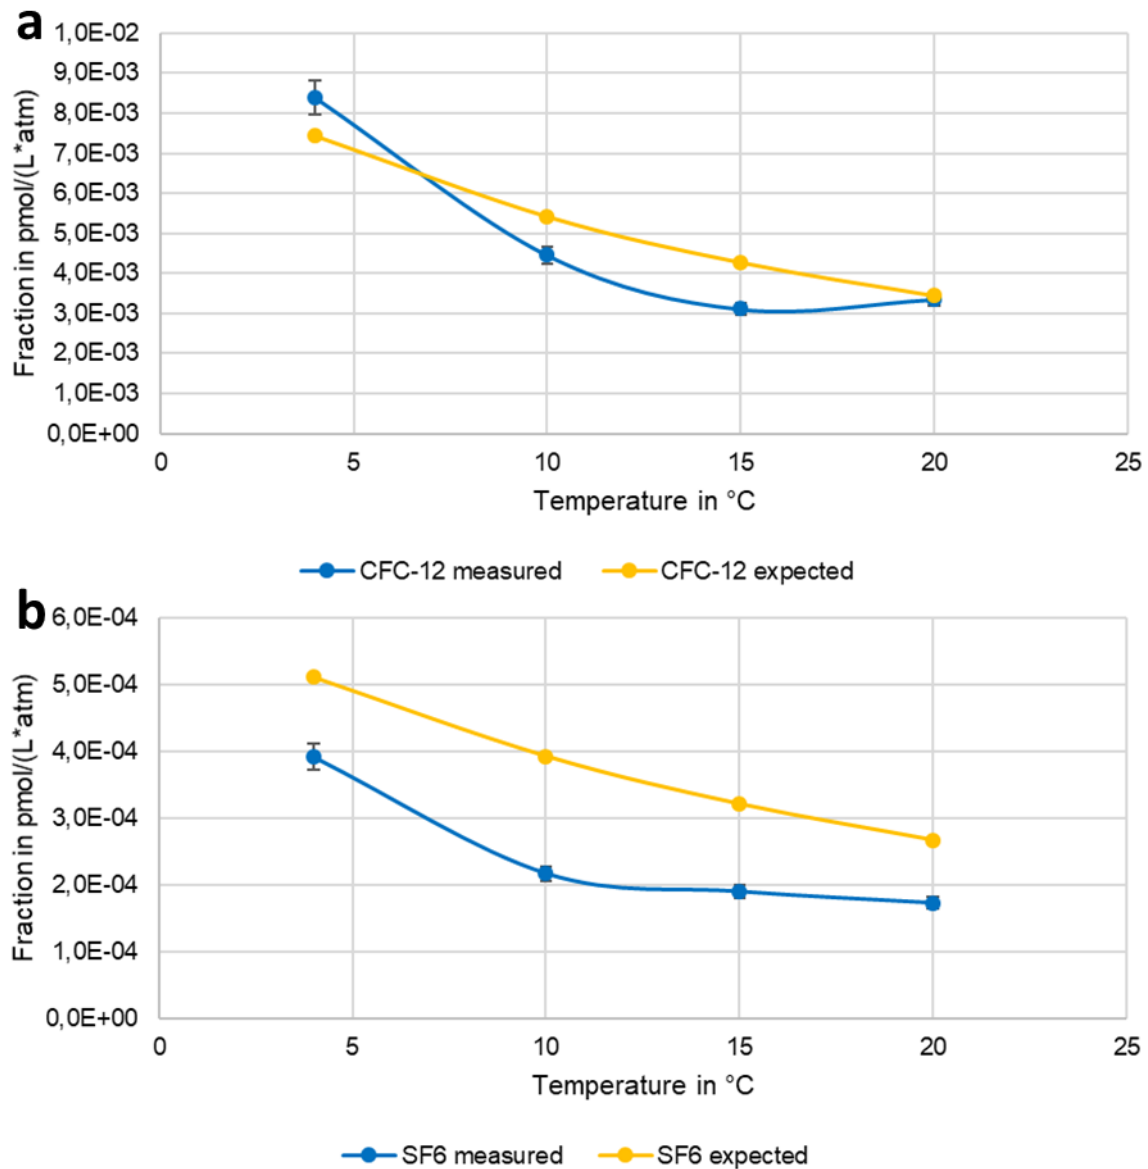 a
1,0E-02
9,0E-03
8,0E-03
7,0E-03
6,0E-03
5,0E-03
4,0E-03
3,0E-03
2,0E-03
1,0E-03
0,0E+00
Fraction in pmol/(L*atm)
0 5 10 15 20 25
Temperature in °C
CFC-12 measured CFC-12 expected
b
6,0E-04
5,0E-04
4,0E-04
3,0E-04
2,0E-04
1,0E-04
0,0E+00
Fraction in pmol/(L*atm)
0 5 10 15 20 25
Temperature in °C
SF6 measured SF6 expected